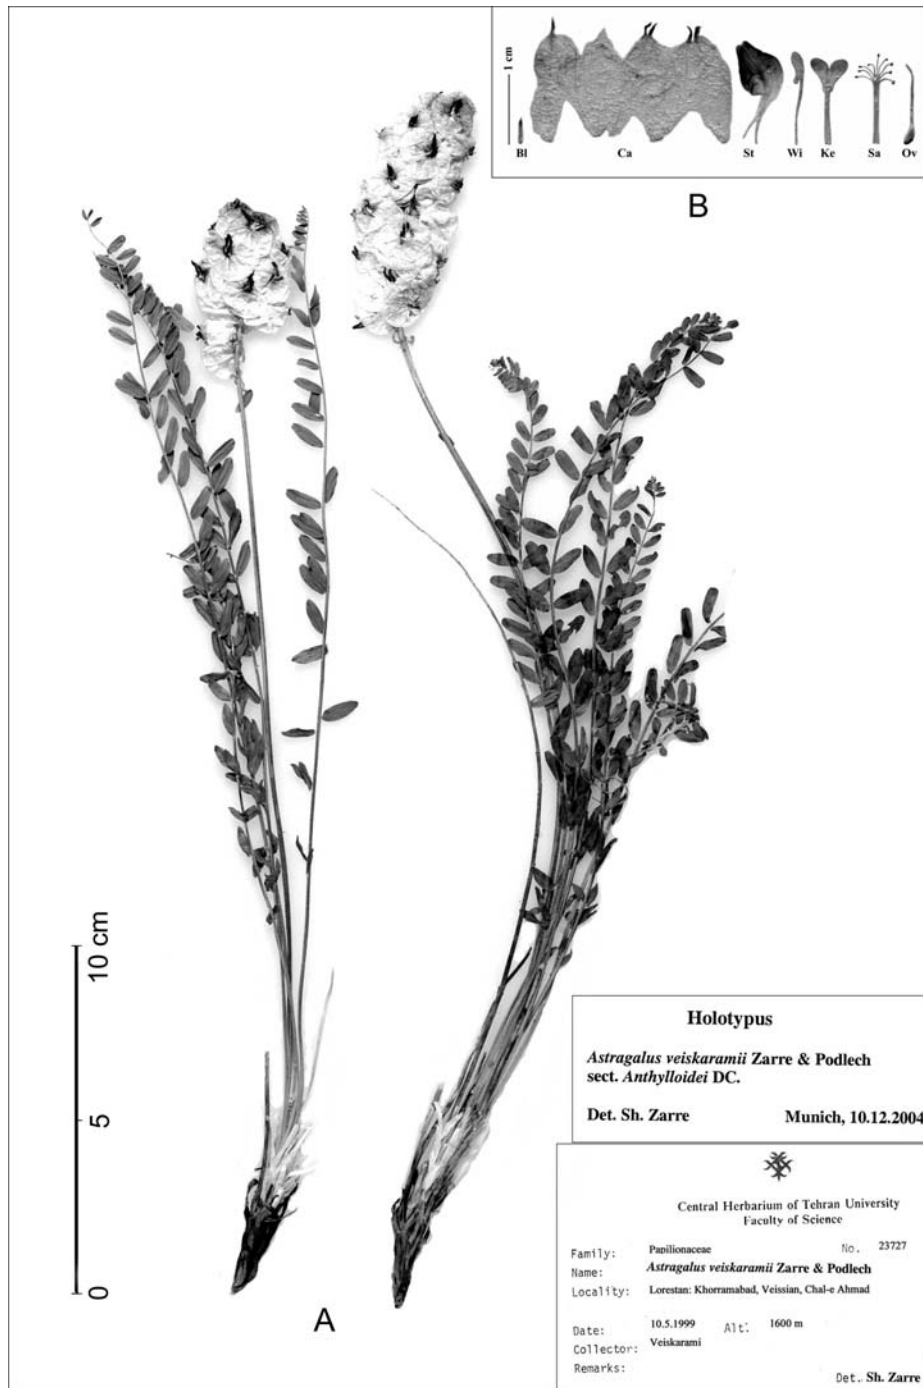 1 cm
Bl Ca St Wi Ke Sa Ov
B
10 cm
5
0
A
Holotypus
Astragalus veiskaramii Zarre & Podlech
sect. Anthylloidei DC.
Det. Sh. Zarre Munich, 10.12.2004
Central Herbarium of Tehran University
Faculty of Science
Family: Papilionaceae No. 23727
Name: Astragalus veiskaramii Zarre & Podlech
Locality: Lorestan: Khorramabad, Veissian, Chal-e Ahmad
Date: 10.5.1999 Alt: 1600 m
Collector: Veiskarami
Remarks:
Det. Sh. Zarre